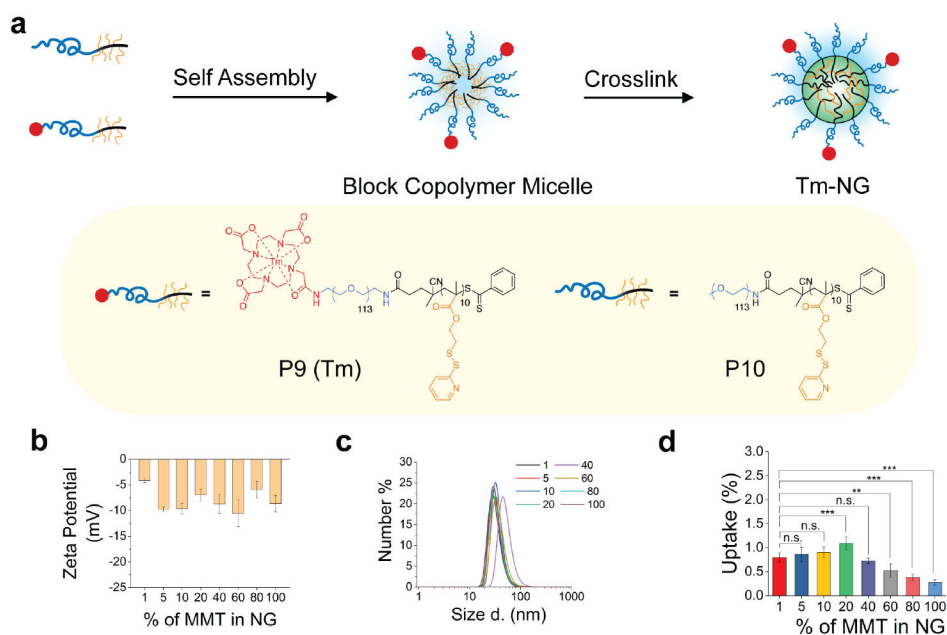 a
Self Assembly
Crosslink
Block Copolymer Micelle
Tm-NG
O
O
O
O
N
N
Tm
N
N
O
O
O
N
H
O
113
N
H
O
CN
S
S
10
O
O
S
S
N
=
P9 (Tm)
=
O
113
N
H
O
CN
S
S
10
O
O
S
S
N
P10
b
Zeta Potential
(mV)
0
-5
-10
-15
-20
-25
1 5 10 20 40 60 80 100
% of MMT in NG
c
Number %
30
25
20
15
10
5
0
1 40
5 60
10 80
20 100
1 10 100 1000
Size d. (nm)
d
Uptake (%)
3.0
2.5
2.0
1.5
1.0
0.5
0.0
***
***
**
n.s.
***
n.s.
n.s.
1 5 10 20 40 60 80 100
% of MMT in NG